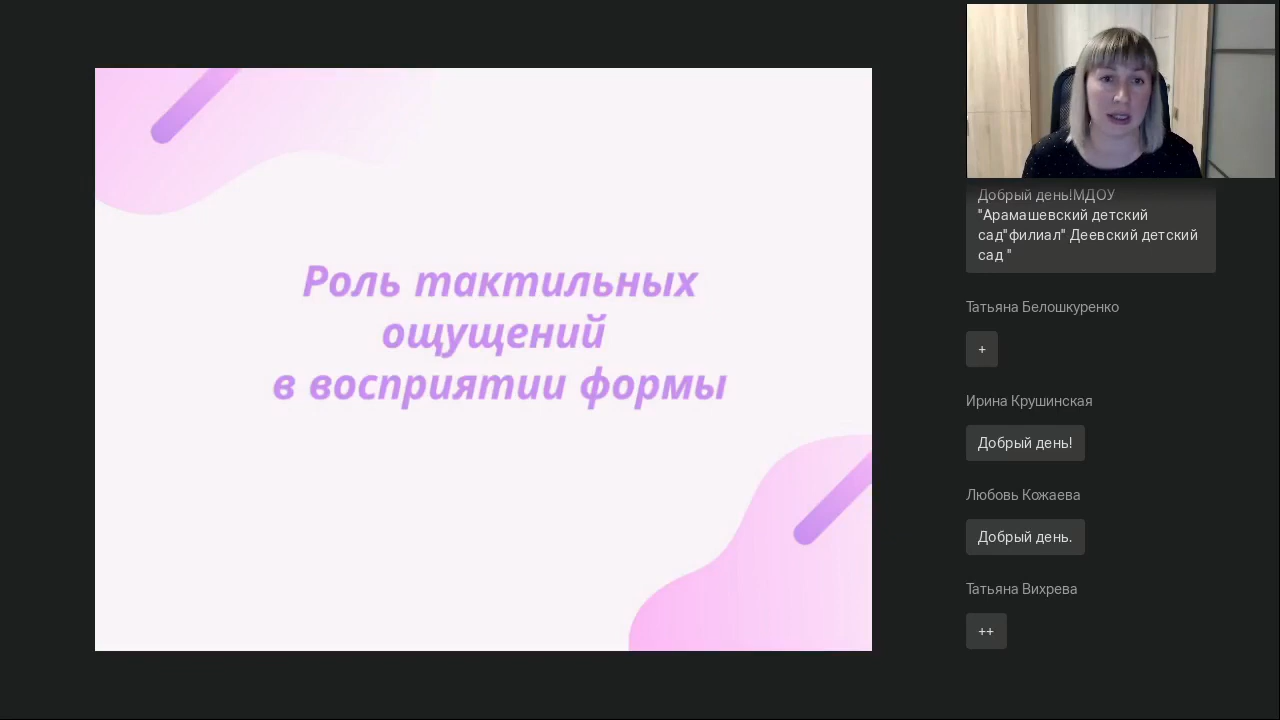 Роль тактильных
ощущений
в восприятии формы
Добрый день!МДОУ
"Арамашевский детский
сад"филиал" Деевский детский
сад "
Татьяна Белошкуренко
+
Ирина Крушинская
Добрый день!
Любовь Кожаева
Добрый день.
Татьяна Вихрева
++